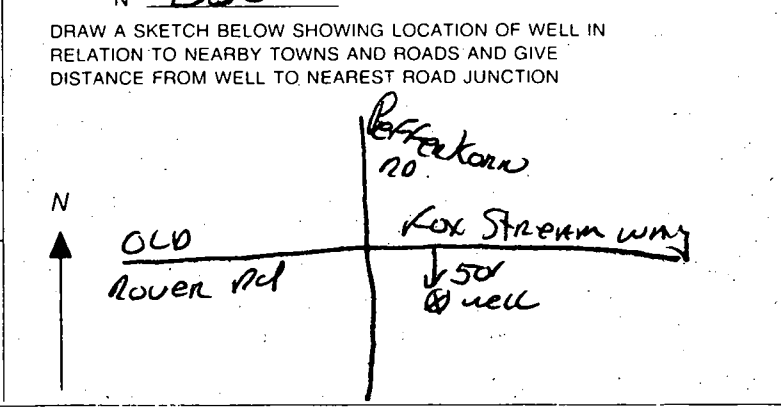 N
DRAW A SKETCH BELOW SHOWING LOCATION OF WELL IN
RELATION TO NEARBY TOWNS AND ROADS AND GIVE
DISTANCE FROM WELL TO NEAREST ROAD JUNCTION
Pfefferkorn
RD.
N
OLD
Rover Rd
Fox Stream way
50'
well